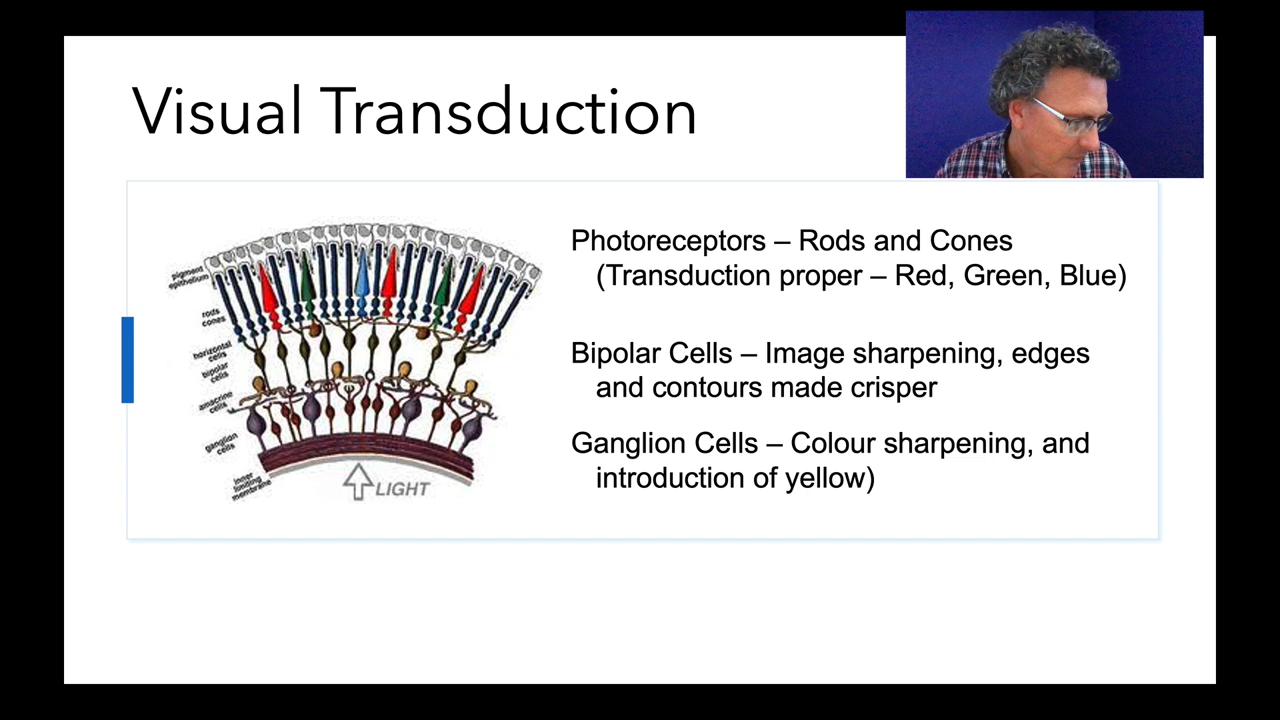 Visual Transduction
Photoreceptors – Rods and Cones
(Transduction proper – Red, Green, Blue)
Bipolar Cells – Image sharpening, edges
and contours made crisper
Ganglion Cells – Colour sharpening, and
introduction of yellow)
pigment
epithelium
rods
cones
horizontal
cells
bipolar
cells
amacrine
cells
ganglion
cells
inner
limiting
membrane
LIGHT